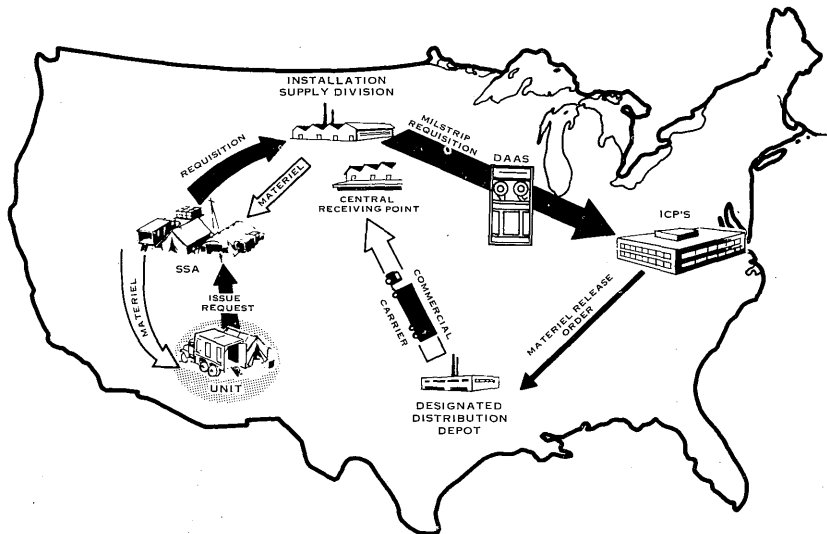 INSTALLATION
SUPPLY DIVISION
REQUISITION
MILSTRIP
REQUISITION
DAAS
MATERIEL
CENTRAL
RECEIVING POINT
ICP'S
SSA
ISSUE
REQUEST
MATERIEL
UNIT
COMMERCIAL
CARRIER
MATERIEL RELEASE
ORDER
DESIGNATED
DISTRIBUTION
DEPOT